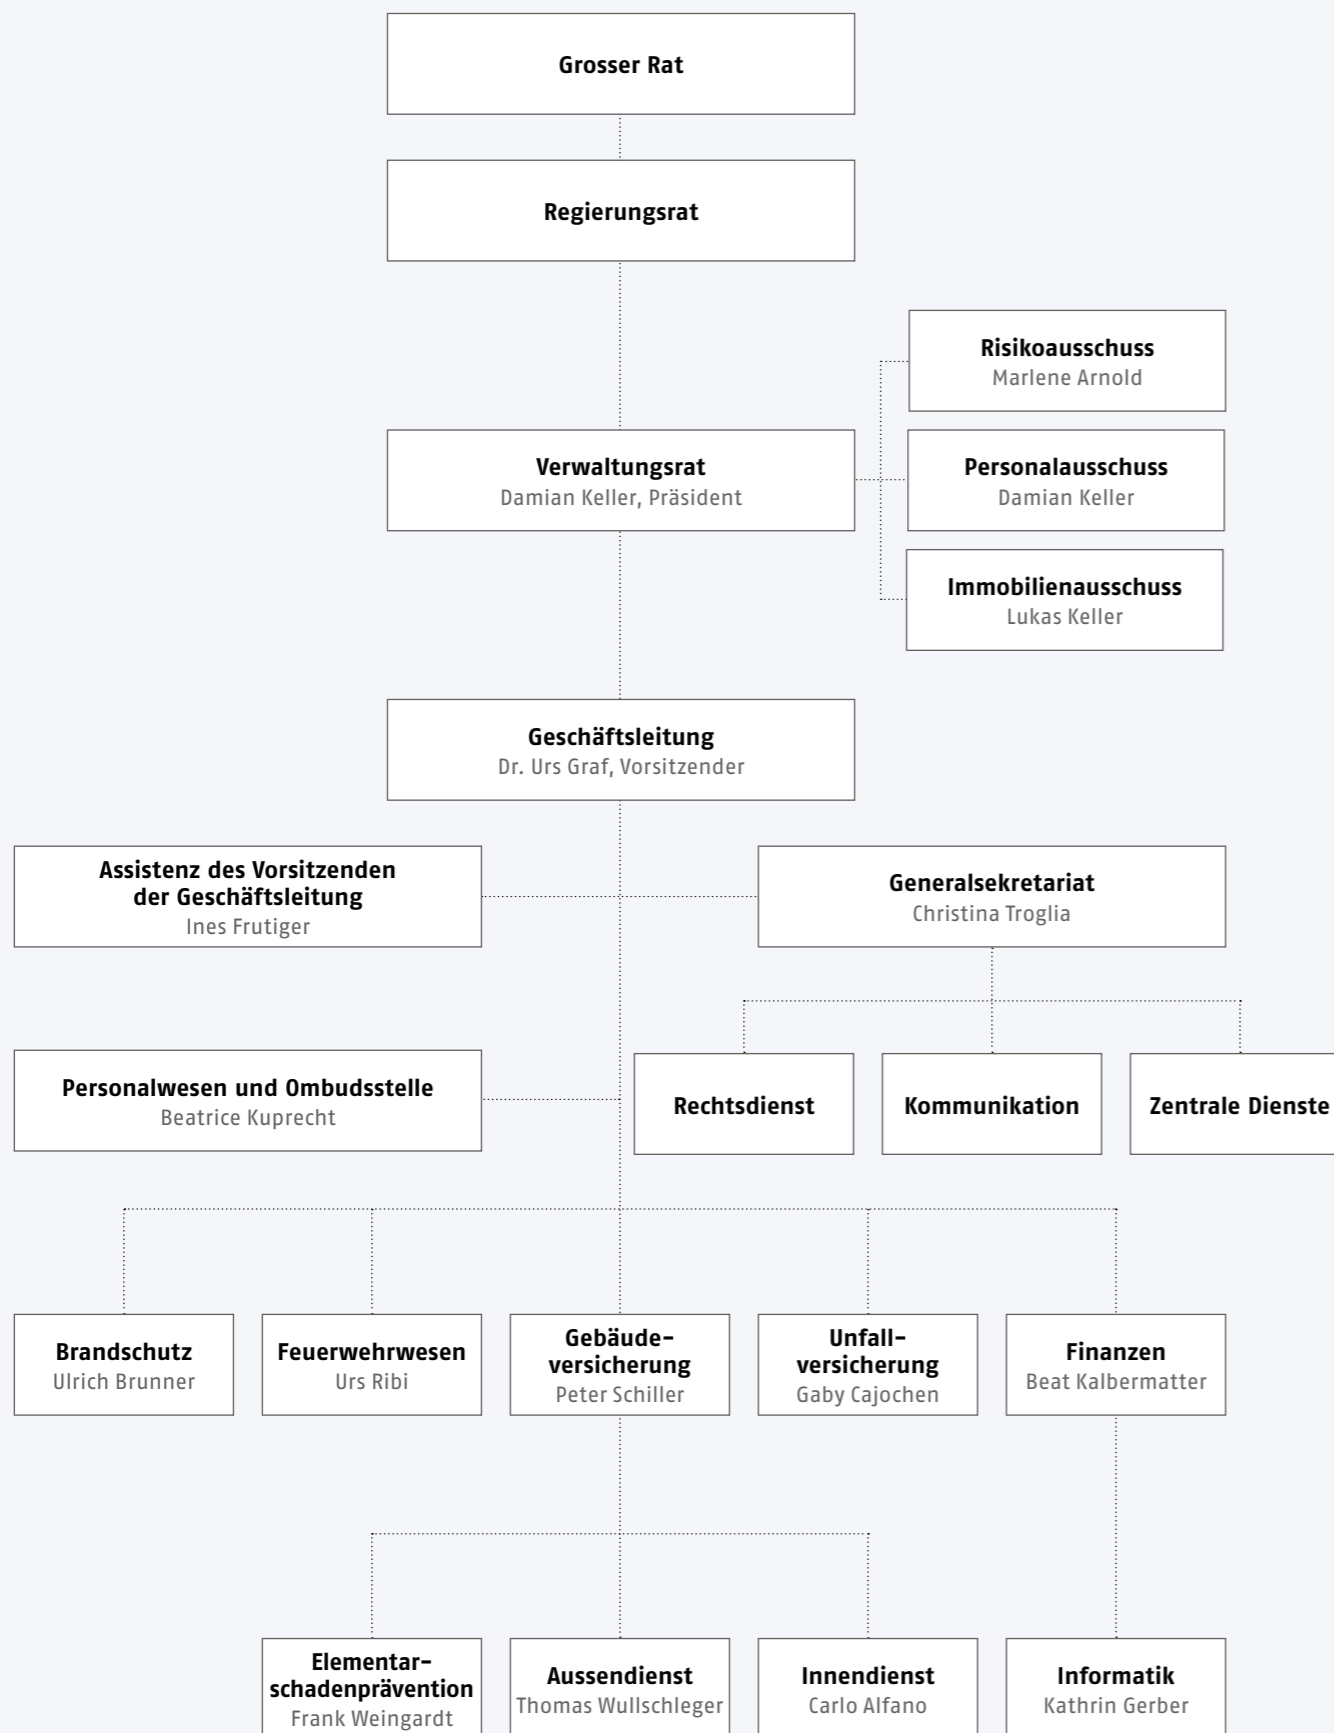 Grosser Rat
Regierungsrat
Risikoausschuss
Marlene Arnold
Verwaltungsrat
Damian Keller, Präsident
Personalausschuss
Damian Keller
Immobilienausschuss
Lukas Keller
Geschäftsleitung
Dr. Urs Graf, Vorsitzender
Assistenz des Vorsitzenden
der Geschäftsleitung
Ines Frutiger
Generalsekretariat
Christina Troglia
Personalwesen und Ombudsstelle
Beatrice Kuprecht
Rechtsdienst
Kommunikation
Zentrale Dienste
Brandschutz
Ulrich Brunner
Feuerwehrwesen
Urs Ribi
Gebäude-
versicherung
Peter Schiller
Unfall-
versicherung
Gaby Cajochen
Finanzen
Beat Kalbermatter
Elementar-
schadenprävention
Frank Weingardt
Aussendienst
Thomas Wullschleger
Innendienst
Carlo Alfano
Informatik
Kathrin Gerber